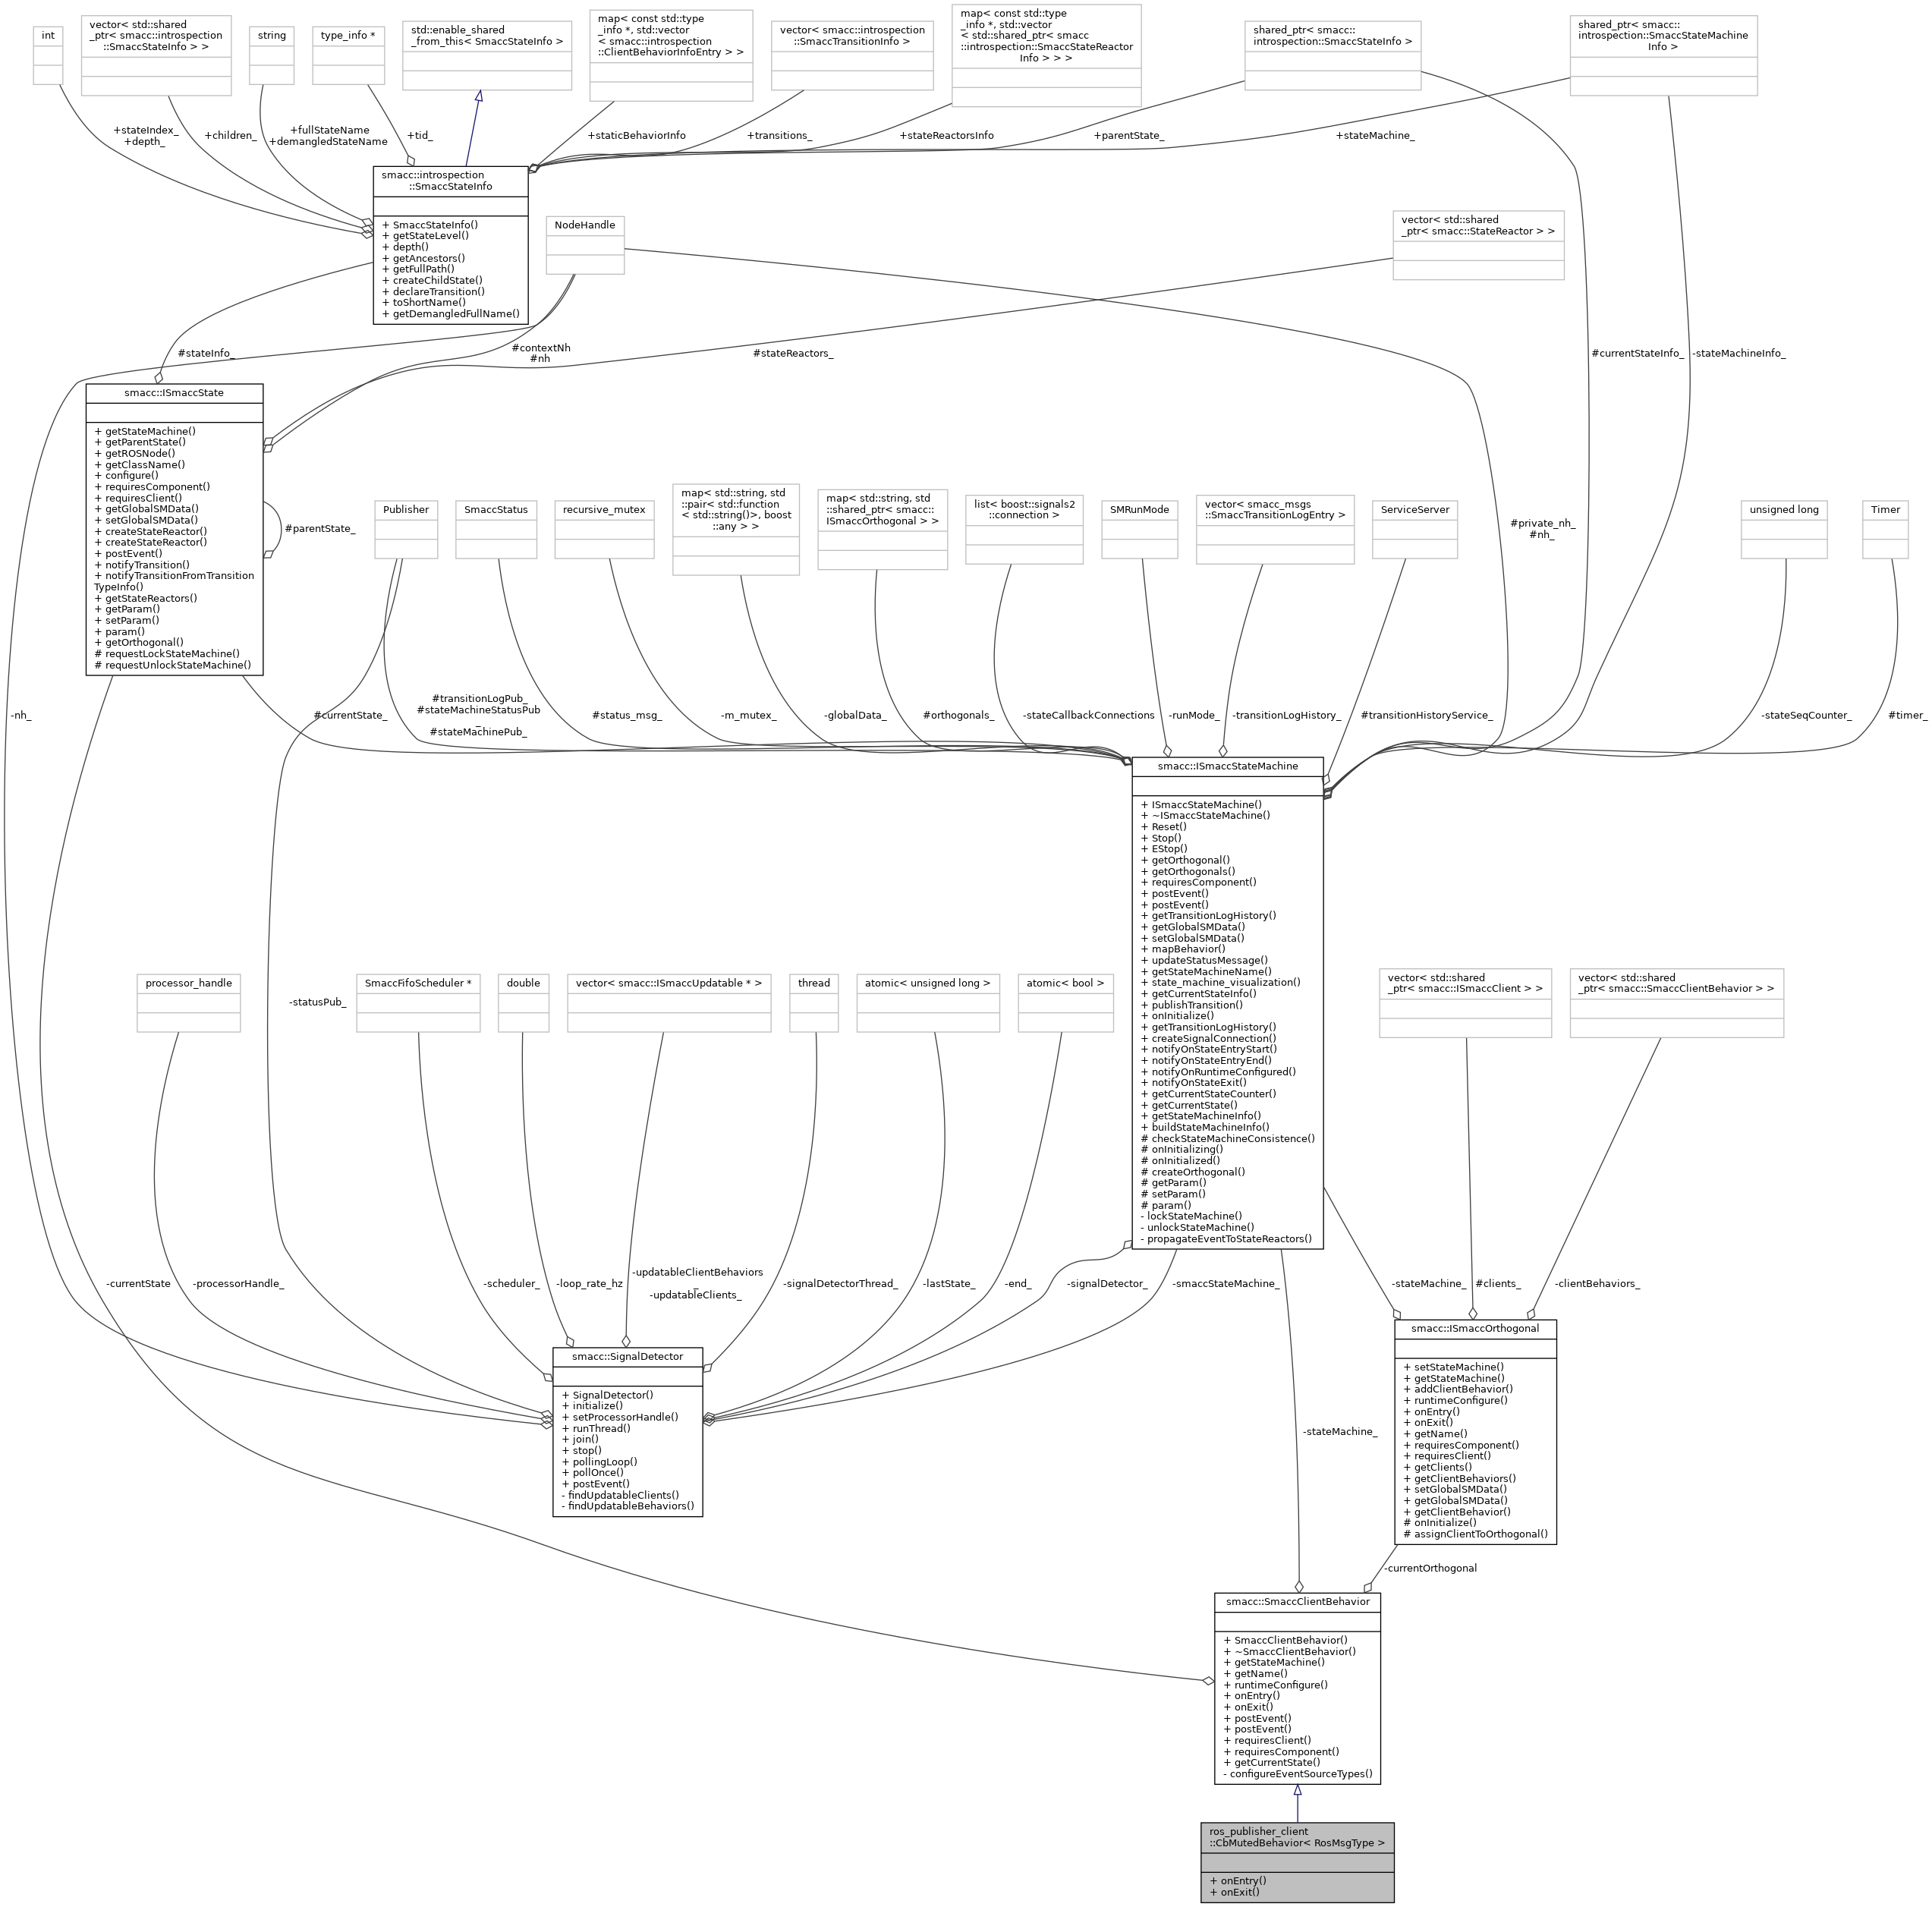 int
vector< std::shared
_ptr< smacc::introspection
::SmaccStateInfo > >
string
type_info *
std::enable_shared
_from_this< SmaccStateInfo >
map< const std::type
_info *, std::vector
< smacc::introspection
::ClientBehaviorInfoEntry > >
vector< smacc::introspection
::SmaccTransitionInfo >
map< const std::type
_info *, std::vector
< std::shared_ptr< smacc
::introspection::SmaccStateReactor
Info > > >
shared_ptr< smacc::
introspection::SmaccStateInfo >
shared_ptr< smacc::
introspection::SmaccStateMachine
Info >
+stateIndex_
+depth_
+children_
+fullStateName
+demangledStateName
+tid_
+staticBehaviorInfo
+transitions_
+stateReactorsInfo
+parentState_
+stateMachine_
smacc::introspection
::SmaccStateInfo
+ SmaccStateInfo()
+ getStateLevel()
+ depth()
+ getAncestors()
+ getFullPath()
+ createChildState()
+ declareTransition()
+ toShortName()
+ getDemangledFullName()
NodeHandle
vector< std::shared
_ptr< smacc::StateReactor > >
#stateInfo_
#contextNh
#nh
#stateReactors_
#currentStateInfo_
-stateMachineInfo_
smacc::ISmaccState
+ getStateMachine()
+ getParentState()
+ getROSNode()
+ getClassName()
+ configure()
+ requiresComponent()
+ requiresClient()
+ getGlobalSMData()
+ setGlobalSMData()
+ createStateReactor()
+ createStateReactor()
+ postEvent()
+ notifyTransition()
+ notifyTransitionFromTransition
TypeInfo()
+ getStateReactors()
+ getParam()
+ setParam()
+ param()
+ getOrthogonal()
# requestLockStateMachine()
# requestUnlockStateMachine()
#parentState_
Publisher
SmaccStatus
recursive_mutex
map< std::string, std
::pair< std::function
< std::string()>, boost
::any > >
map< std::string, std
::shared_ptr< smacc::
ISmaccOrthogonal > >
list< boost::signals2
::connection >
SMRunMode
vector< smacc_msgs
::SmaccTransitionLogEntry >
ServiceServer
#private_nh_
#nh_
unsigned long
Timer
-nh_
#currentState_
#transitionLogPub_
#stateMachineStatusPub
_
#stateMachinePub_
#status_msg_
-m_mutex_
-globalData_
#orthogonals_
-stateCallbackConnections
-runMode_
-transitionLogHistory_
#transitionHistoryService_
-stateSeqCounter_
#timer_
smacc::ISmaccStateMachine
+ ISmaccStateMachine()
+ ~ISmaccStateMachine()
+ Reset()
+ Stop()
+ EStop()
+ getOrthogonal()
+ getOrthogonals()
+ requiresComponent()
+ postEvent()
+ postEvent()
+ getTransitionLogHistory()
+ getGlobalSMData()
+ setGlobalSMData()
+ mapBehavior()
+ updateStatusMessage()
+ getStateMachineName()
+ state_machine_visualization()
+ getCurrentStateInfo()
+ publishTransition()
+ onInitialize()
+ getTransitionLogHistory()
+ createSignalConnection()
+ notifyOnStateEntryStart()
+ notifyOnStateEntryEnd()
+ notifyOnRuntimeConfigured()
+ notifyOnStateExit()
+ getCurrentStateCounter()
+ getCurrentState()
+ getStateMachineInfo()
+ buildStateMachineInfo()
# checkStateMachineConsistence()
# onInitializing()
# onInitialized()
# createOrthogonal()
# getParam()
# setParam()
# param()
- lockStateMachine()
- unlockStateMachine()
- propagateEventToStateReactors()
processor_handle
-statusPub_
SmaccFifoScheduler *
double
vector< smacc::ISmaccUpdatable * >
thread
atomic< unsigned long >
atomic< bool >
vector< std::shared
_ptr< smacc::ISmaccClient > >
vector< std::shared
_ptr< smacc::SmaccClientBehavior > >
-currentState
-processorHandle_
-scheduler_
-loop_rate_hz
-updatableClientBehaviors
_
-updatableClients_
-signalDetectorThread_
-lastState_
-end_
-signalDetector_
-smaccStateMachine_
-stateMachine_
#clients_
-clientBehaviors_
smacc::SignalDetector
+ SignalDetector()
+ initialize()
+ setProcessorHandle()
+ runThread()
+ join()
+ stop()
+ pollingLoop()
+ pollOnce()
+ postEvent()
- findUpdatableClients()
- findUpdatableBehaviors()
-stateMachine_
smacc::ISmaccOrthogonal
+ setStateMachine()
+ getStateMachine()
+ addClientBehavior()
+ runtimeConfigure()
+ onEntry()
+ onExit()
+ getName()
+ requiresComponent()
+ requiresClient()
+ getClients()
+ getClientBehaviors()
+ setGlobalSMData()
+ getGlobalSMData()
+ getClientBehavior()
# onInitialize()
# assignClientToOrthogonal()
-currentOrthogonal
smacc::SmaccClientBehavior
+ SmaccClientBehavior()
+ ~SmaccClientBehavior()
+ getStateMachine()
+ getName()
+ runtimeConfigure()
+ onEntry()
+ onExit()
+ postEvent()
+ postEvent()
+ requiresClient()
+ requiresComponent()
+ getCurrentState()
- configureEventSourceTypes()
ros_publisher_client
::CbMutedBehavior< RosMsgType >
+ onEntry()
+ onExit()